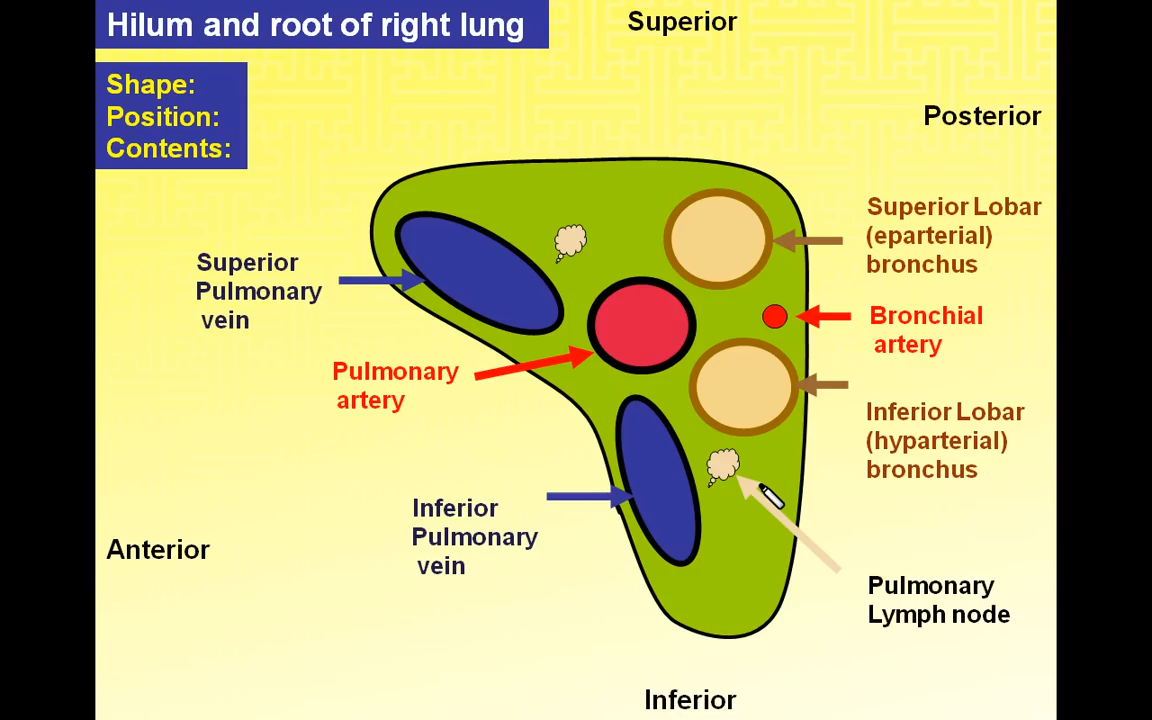 Hilum and root of right lung
Superior
Shape:
Position:
Contents:
Posterior
Superior Lobar
(eparterial)
bronchus
Superior
Pulmonary
vein
Bronchial
artery
Pulmonary
artery
Inferior Lobar
(hyparterial)
bronchus
Inferior
Pulmonary
vein
Anterior
Pulmonary
Lymph node
Inferior